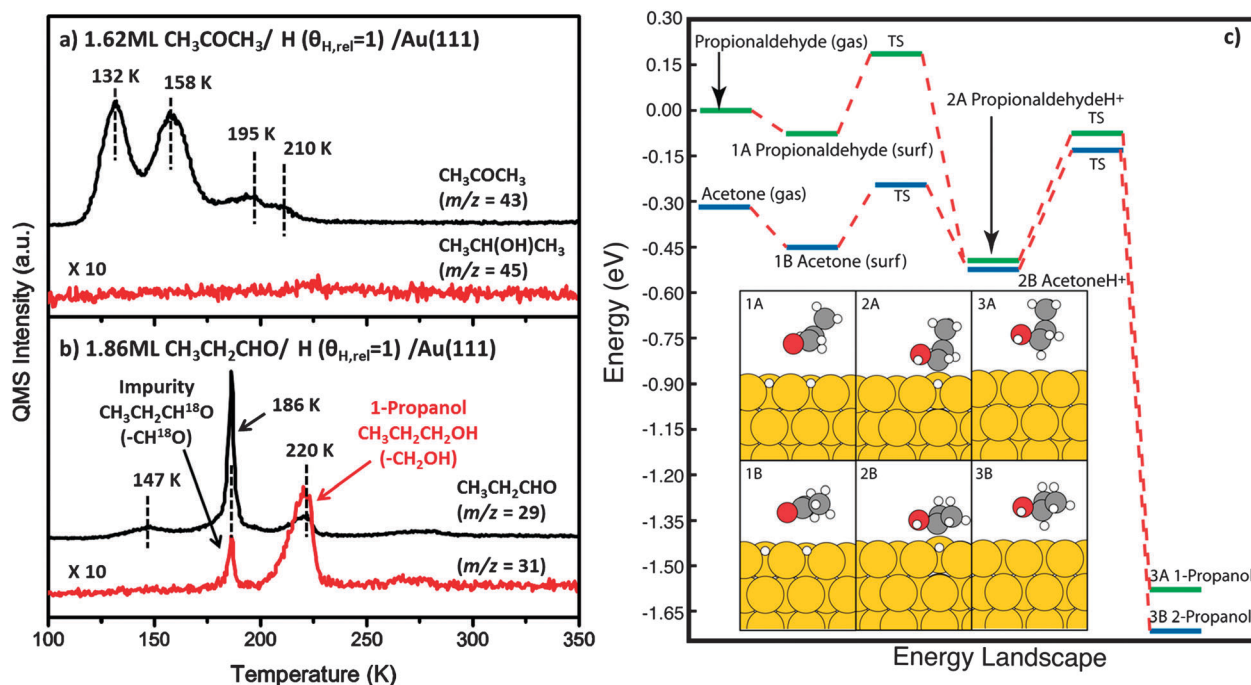 a) 1.62ML CH₃COCH₃/ H (θH,rel=1) /Au(111)
132 K
158 K
195 K
210 K
CH₃COCH₃
(m/z = 43)
CH₃CH(OH)CH₃
(m/z = 45)
X 10
b) 1.86ML CH₃CH₂CHO/ H (θH,rel=1) /Au(111)
Impurity
CH₃CH₂CH¹⁸O
(-CH¹⁸O)
186 K
1-Propanol
CH₃CH₂CH₂OH
(-CH₂OH)
147 K
220 K
CH₃CH₂CHO
(m/z = 29)
X 10
(m/z = 31)
100
150
200
250
300
350
Temperature (K)
QMS Intensity (a.u.)
c)
0.30
0.15
0.00
-0.15
-0.30
-0.45
-0.60
-0.75
-0.90
-1.05
-1.20
-1.35
-1.50
-1.65
Energy (eV)
Propionaldehyde (gas)
TS
2A PropionaldehydeH⁺
TS
1A Propionaldehyde (surf)
TS
Acetone (gas)
TS
1B Acetone (surf)
2B AcetoneH⁺
1A
2A
3A
1B
2B
3B
3A 1-Propanol
3B 2-Propanol
Energy Landscape